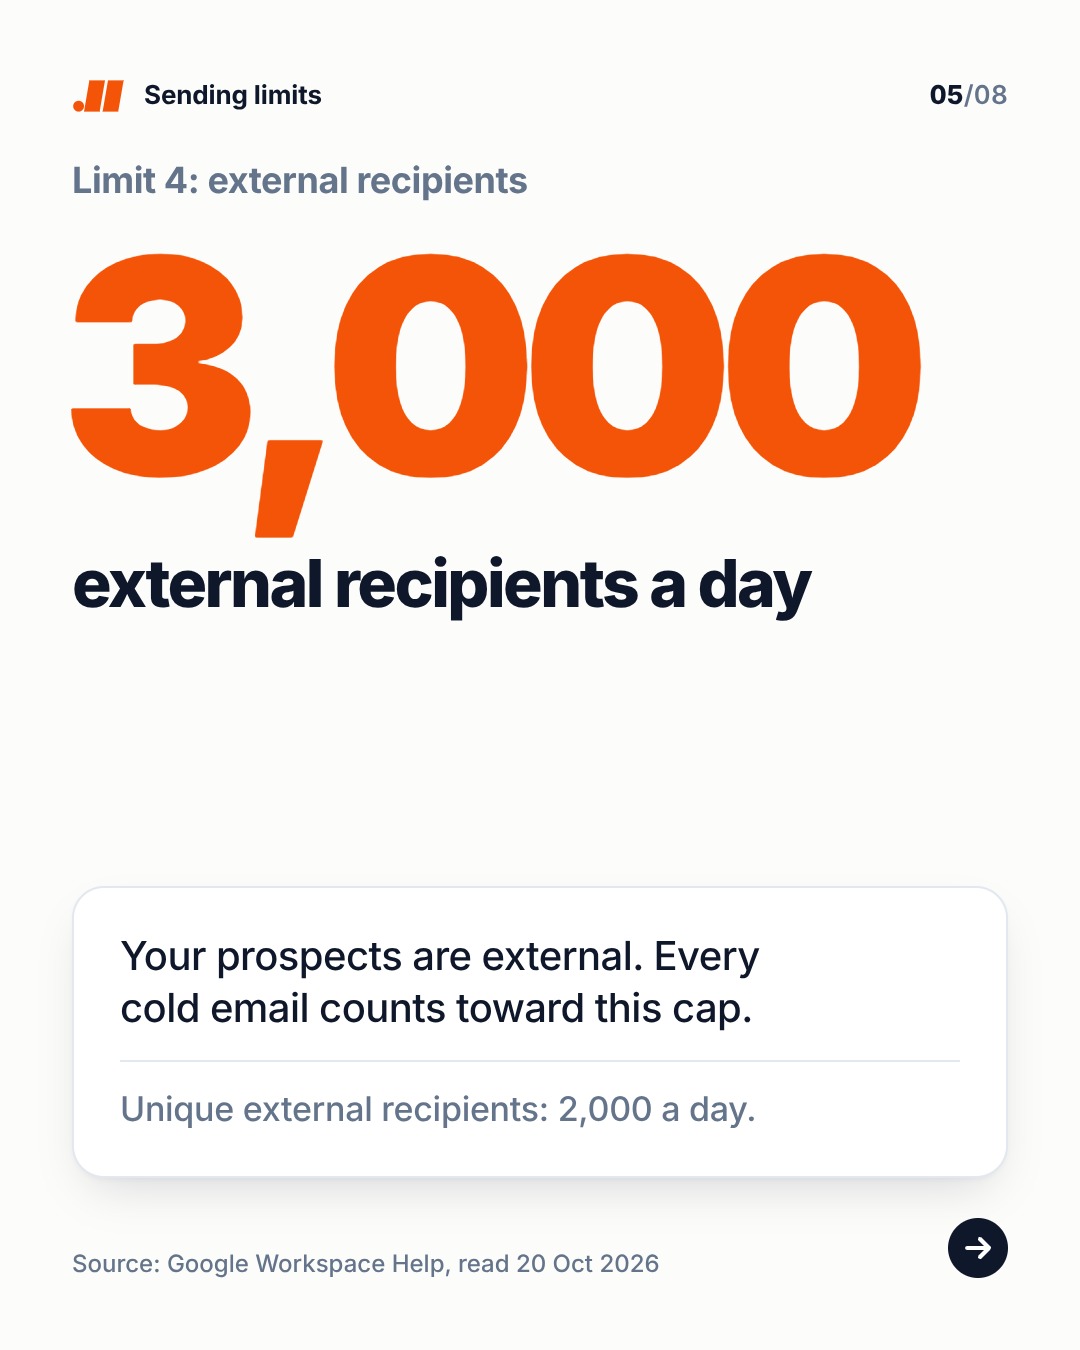 Sending limits
05/08
Limit 4: external recipients
3,000
external recipients a day
Your prospects are external. Every
cold email counts toward this cap.
Unique external recipients: 2,000 a day.
Source: Google Workspace Help, read 20 Oct 2026